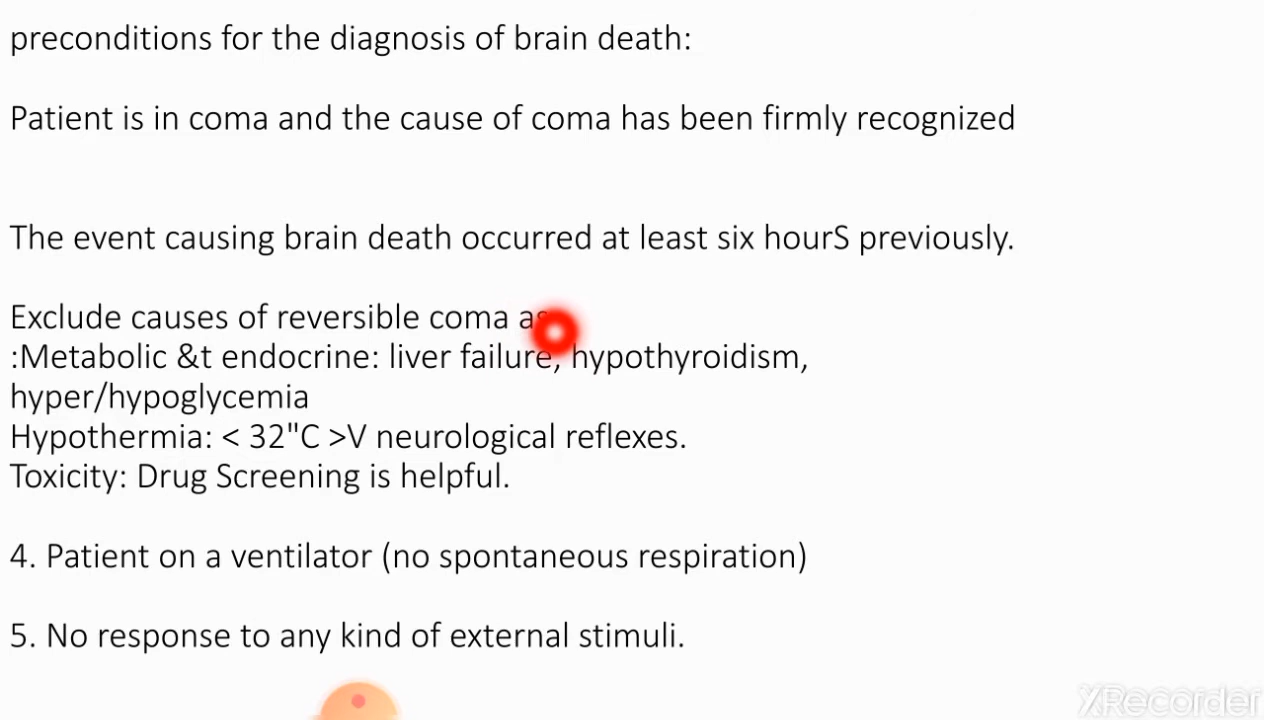 preconditions for the diagnosis of brain death:
Patient is in coma and the cause of coma has been firmly recognized
The event causing brain death occurred at least six hourS previously.
Exclude causes of reversible coma as
:Metabolic &t endocrine: liver failure, hypothyroidism,
hyper/hypoglycemia
Hypothermia: < 32"C >V neurological reflexes.
Toxicity: Drug Screening is helpful.
4. Patient on a ventilator (no spontaneous respiration)
5. No response to any kind of external stimuli.
XRecorder